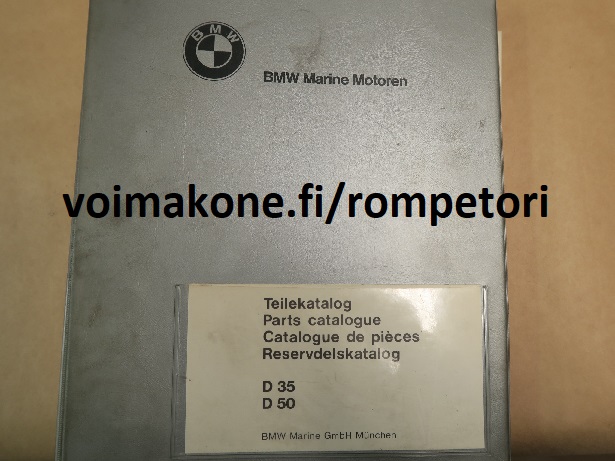 BMW
BMW Marine Motoren
voimakone.fi/rompetori
Teilekatalog
Parts catalogue
Catalogue de pièces
Reservdelskatalog
D 35
D 50
BMW Marine GmbH München